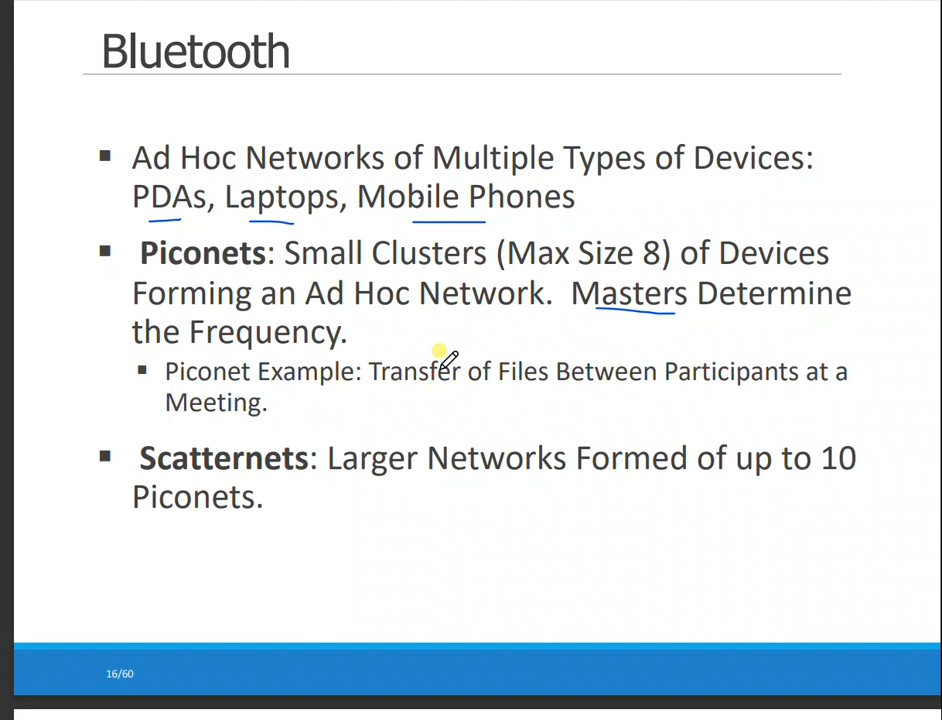 Bluetooth
▪ Ad Hoc Networks of Multiple Types of Devices:
PDAs, Laptops, Mobile Phones
▪ Piconets: Small Clusters (Max Size 8) of Devices
Forming an Ad Hoc Network. Masters Determine
the Frequency.
▪ Piconet Example: Transfer of Files Between Participants at a
Meeting.
▪ Scatternets: Larger Networks Formed of up to 10
Piconets.
16/60